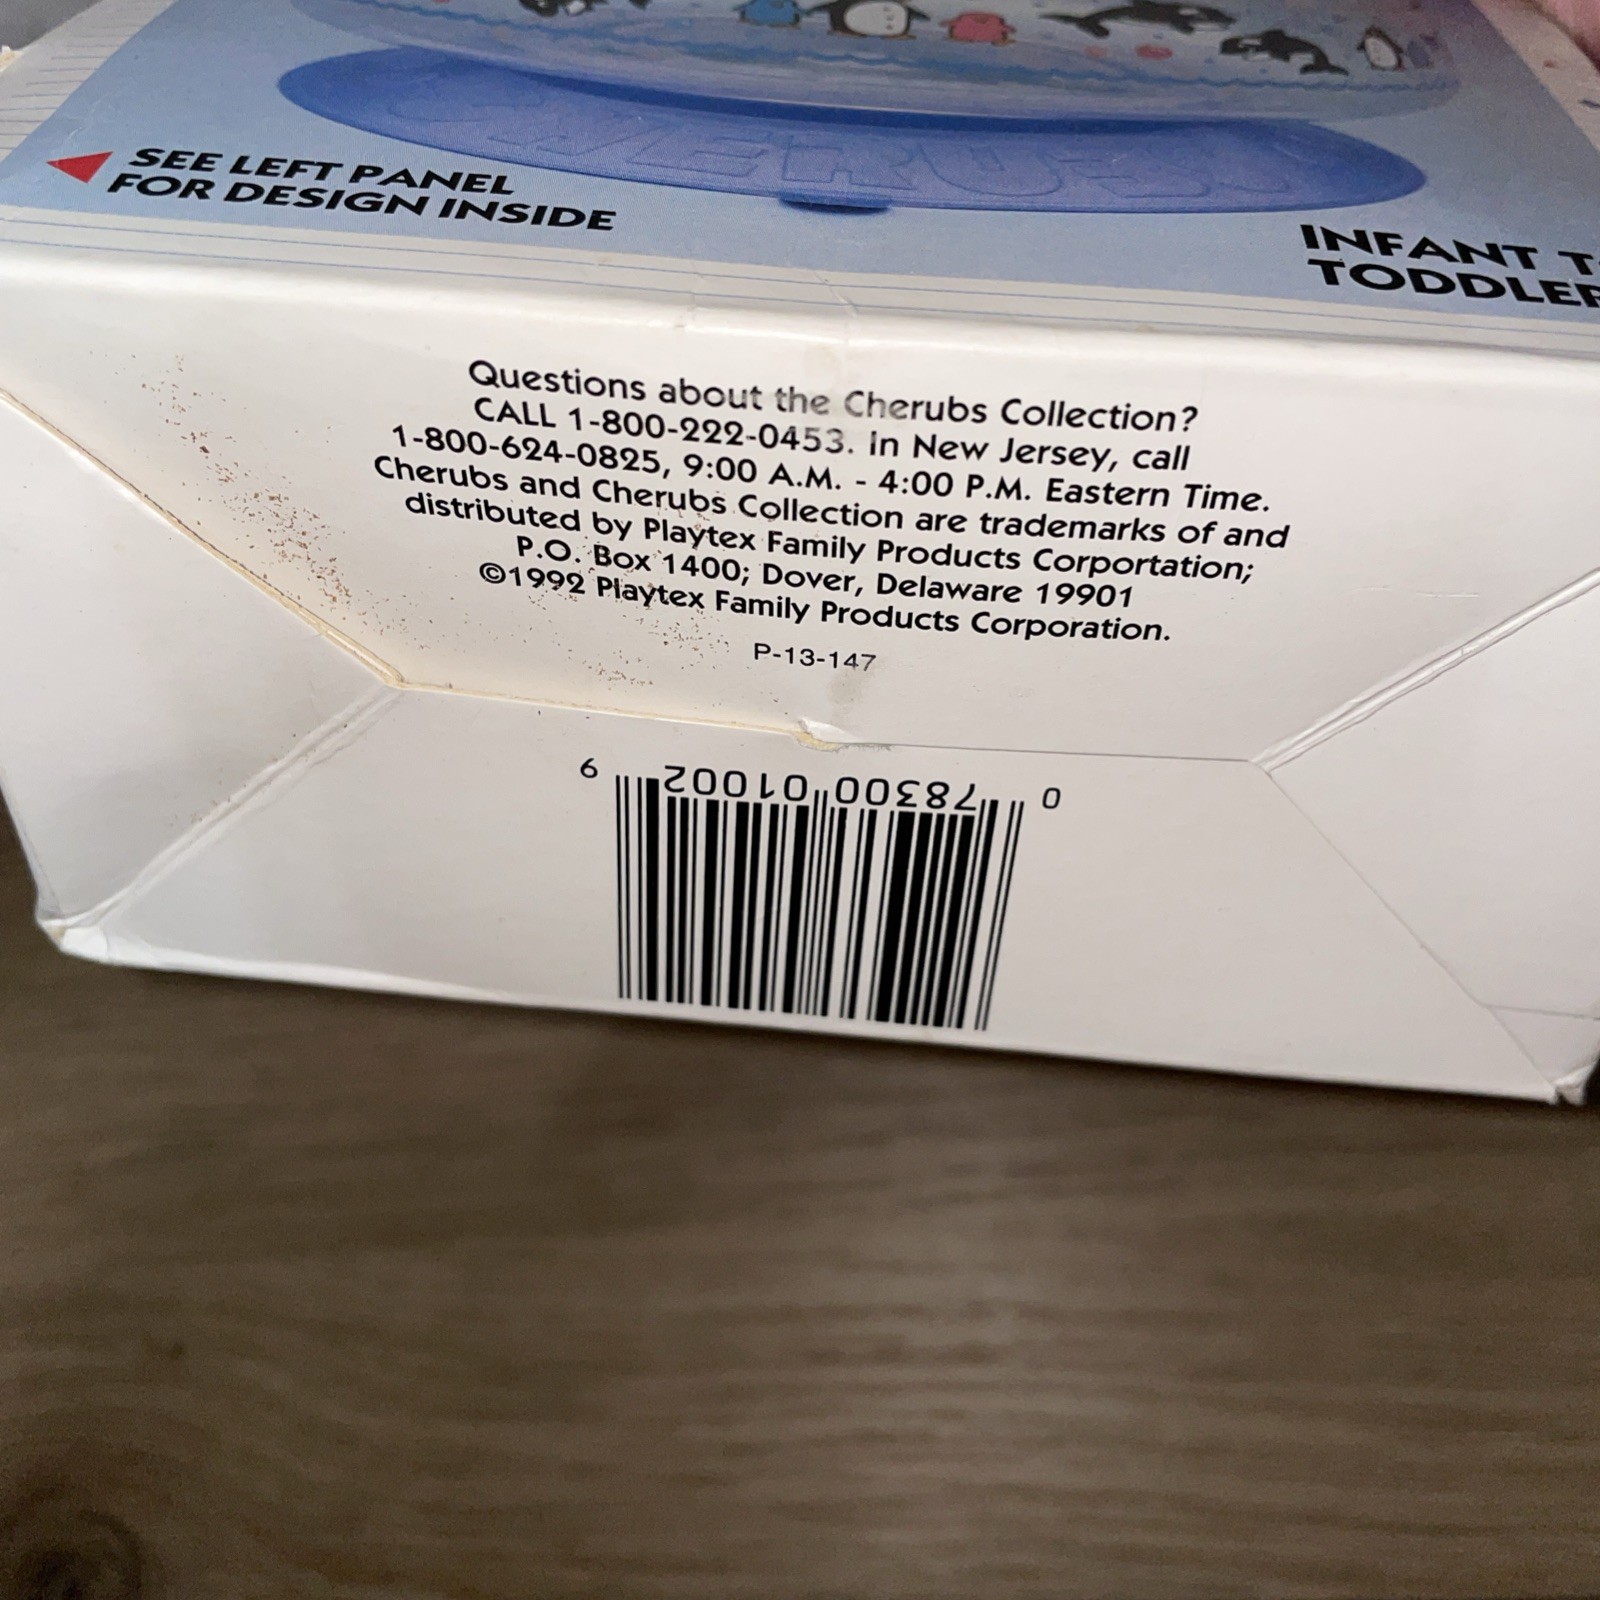 SEE LEFT PANEL
FOR DESIGN INSIDE
INFANT
TODDLER
Questions about the Cherubs Collection?
CALL 1-800-222-0453. In New Jersey, call
1-800-624-0825, 9:00 A.M. - 4:00 P.M. Eastern Time.
Cherubs and Cherubs Collection are trademarks of and
distributed by Playtex Family Products Corportation;
P.O. Box 1400; Dover, Delaware 19901
©1992 Playtex Family Products Corporation.
P-13-147
0 78300 01002 9